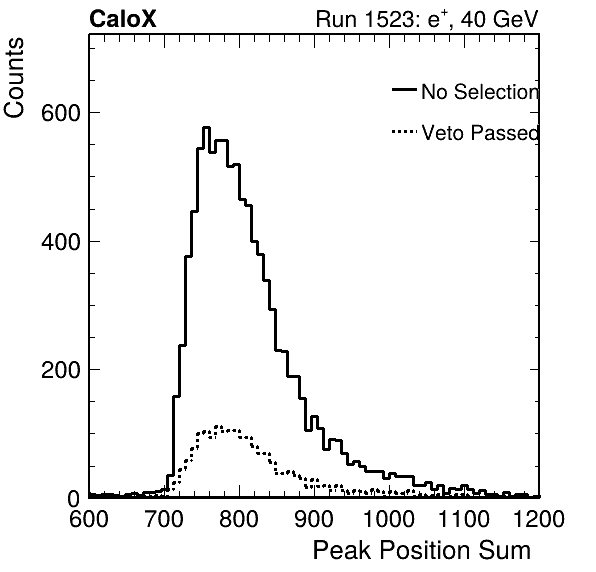 CaloX Run 1523: e⁺, 40 GeV
Counts
No Selection
Veto Passed
600
400
200
0
600 700 800 900 1000 1100 1200
Peak Position Sum